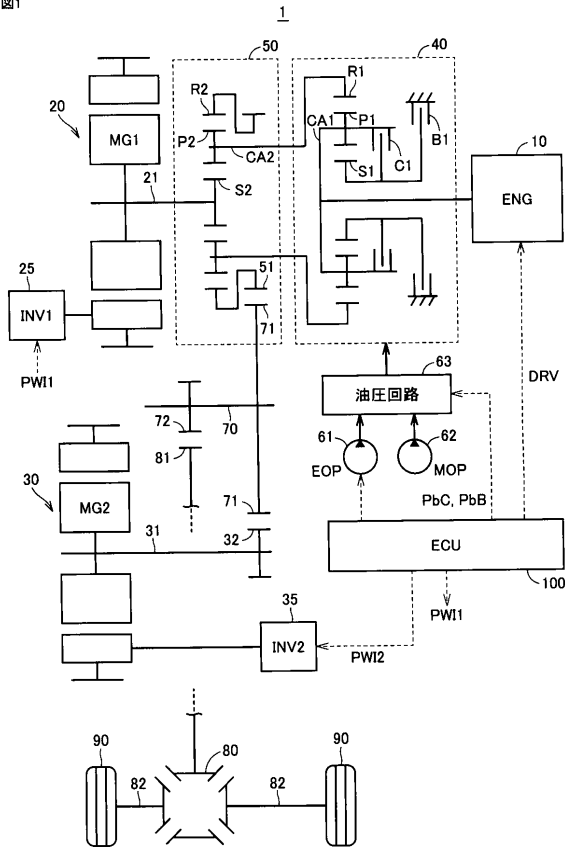 図1
1
50
40
20
R2
P2
CA2
S2
R1
P1
CA1
C1
S1
B1
10
ENG
MG1
21
25
INV1
PWI1
51
71
63
油圧回路
DRV
72
70
81
61
62
EOP
MOP
30
MG2
71
31
32
PbC, PbB
ECU
100
35
INV2
PWI1
PWI2
90
80
90
82
82